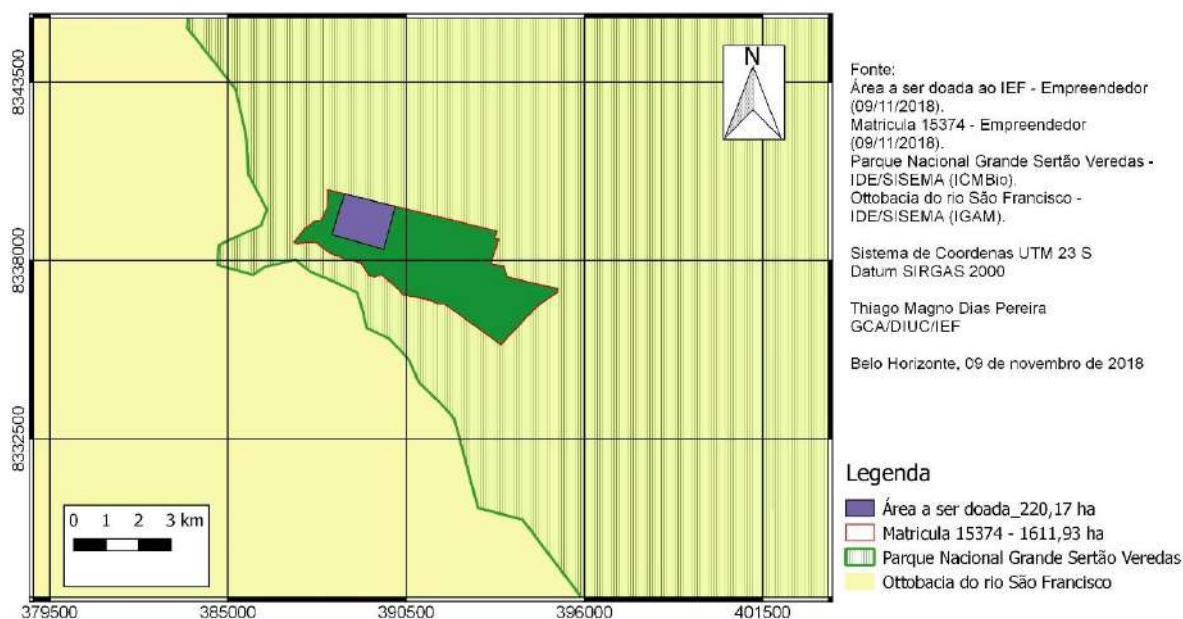 N
8343500
8338000
8332500
379500
385000
390500
396000
401500
0 1 2 3 km
Fonte:
Área a ser doada ao IEF - Empreendedor
(09/11/2018).
Matricula 15374 - Empreendedor
(09/11/2018).
Parque Nacional Grande Sertão Veredas -
IDE/SISEMA (ICMBio).
Ottobacia do rio São Francisco -
IDE/SISEMA (IGAM).
Sistema de Coordenas UTM 23 S
Datum SIRGAS 2000
Thiago Magno Dias Pereira
GCA/DIUC/IEF
Belo Horizonte, 09 de novembro de 2018
Legenda
Área a ser doada_220,17 ha
Matricula 15374 - 1611,93 ha
Parque Nacional Grande Sertão Veredas
Ottobacia do rio São Francisco